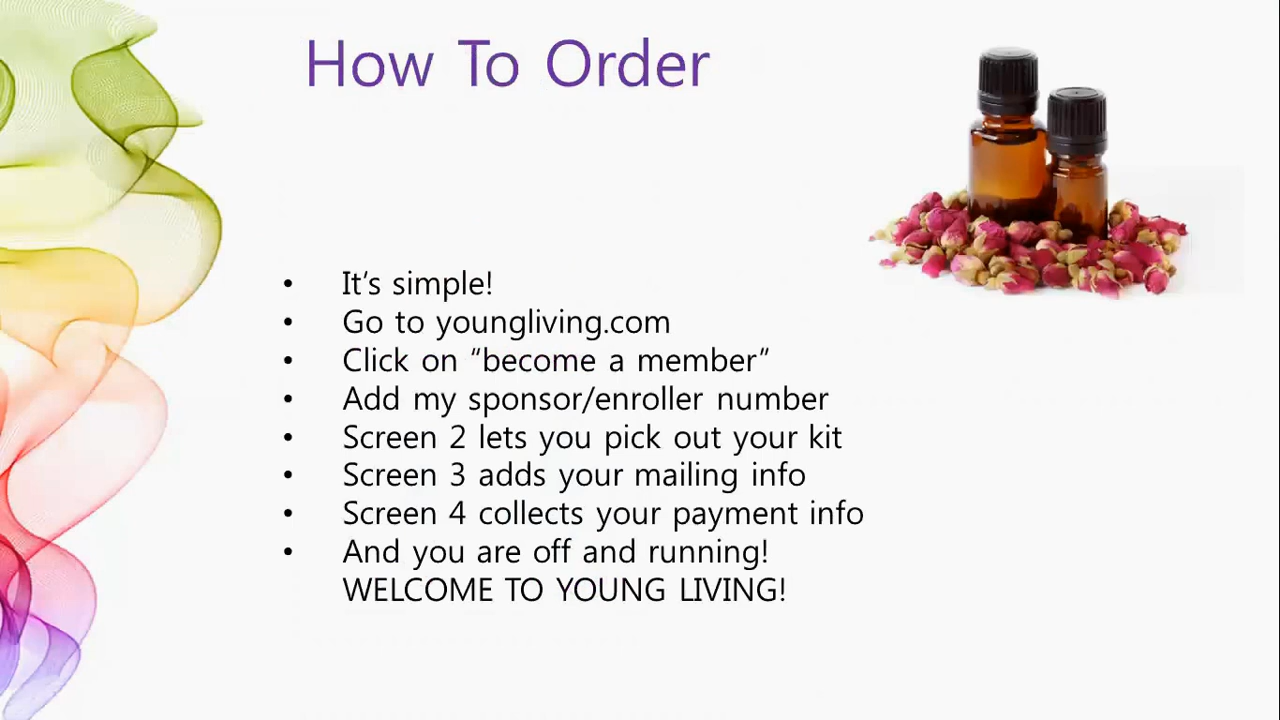 How To Order
• It's simple!
• Go to youngliving.com
• Click on “become a member”
• Add my sponsor/enroller number
• Screen 2 lets you pick out your kit
• Screen 3 adds your mailing info
• Screen 4 collects your payment info
• And you are off and running!
WELCOME TO YOUNG LIVING!